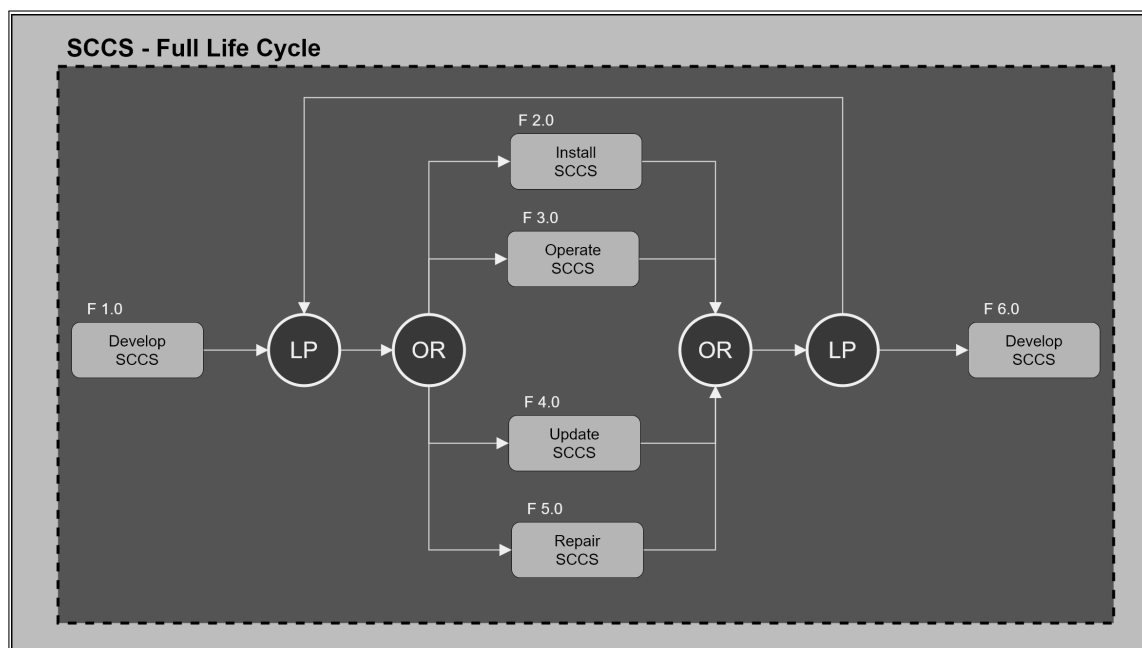 SCCS - Full Life Cycle
F 1.0
Develop
SCCS
LP
OR
F 2.0
Install
SCCS
F 3.0
Operate
SCCS
F 4.0
Update
SCCS
F 5.0
Repair
SCCS
OR
LP
F 6.0
Develop
SCCS